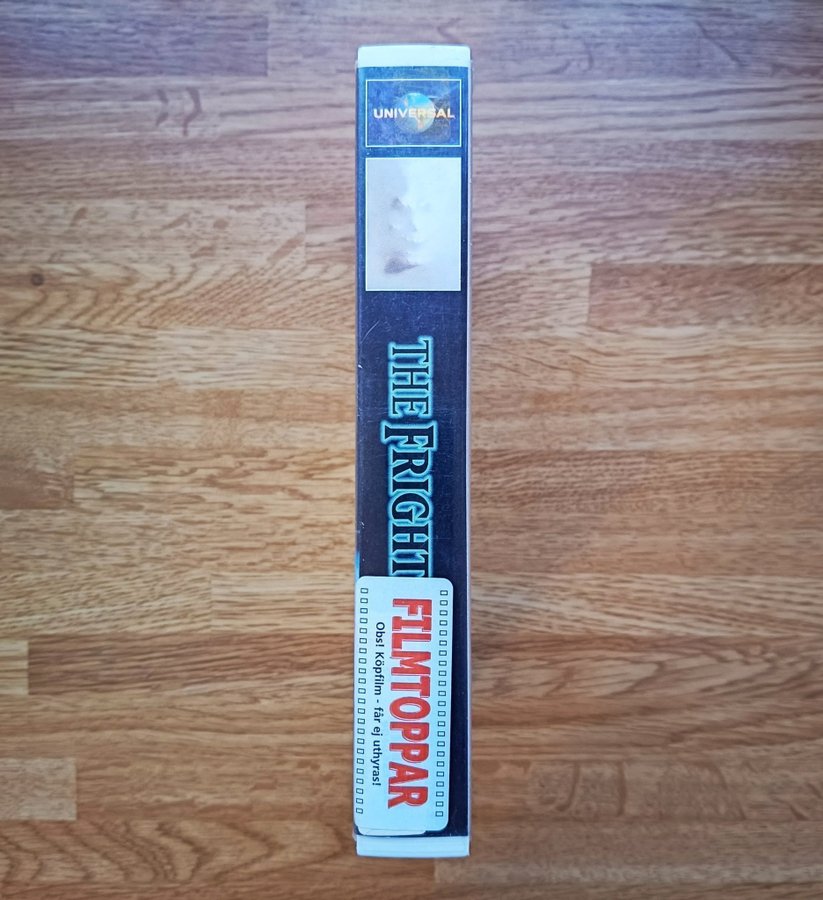 UNIVERSAL
THE FRIGHT
FILMTOPPAR
Obs! Köpfilm - får ej uthyras!